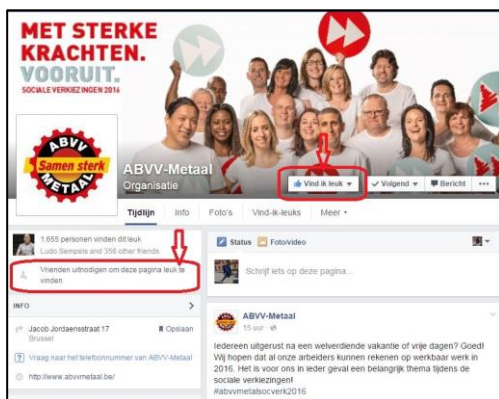 MET STERKE
KRACHTEN.
VOORUIT.
SOCIALE VERKIEZINGEN 2016
ABVV
Samen sterk
METAAL
ABVV-Metaal
Organisatie
Vind ik leuk
Volgend
Bericht
Tijdlijn
Info
Foto's
Vind-ik-leuks
Meer
1.655 personen vinden dit leuk
Ludo Sempels and 356 other friends
Vrienden uitnodigen om deze pagina leuk te
vinden
INFO
Jacob Jordaensstraat 17
Brussel
Opslaan
Vraag naar het telefoonnummer van ABVV-Metaal
http://www.abvvmetaal.be/
Status
Foto/video
Schrijf iets op deze pagina...
ABVV-Metaal
15 uur
Iedereen uitgerust na een welverdiende vakantie of vrije dagen? Goed!
Wij hopen dat al onze arbeiders kunnen rekenen op werkbaar werk in
2016. Het is voor ons in ieder geval een belangrijk thema tijdens de
sociale verkiezingen!
#abvvmetalsocverk2016